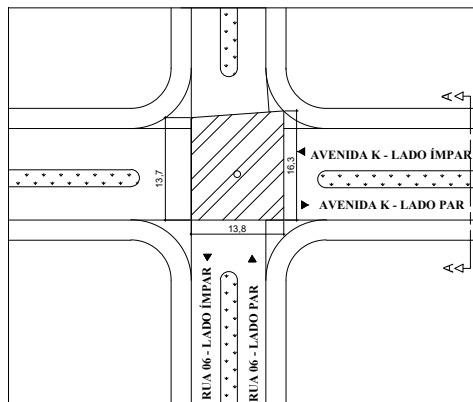 A
13,7
16,3
AVENIDA K - LADO ÍMPAR
AVENIDA K - LADO PAR
13,8
RUA 06 - LADO ÍMPAR
RUA 06 - LADO PAR
A